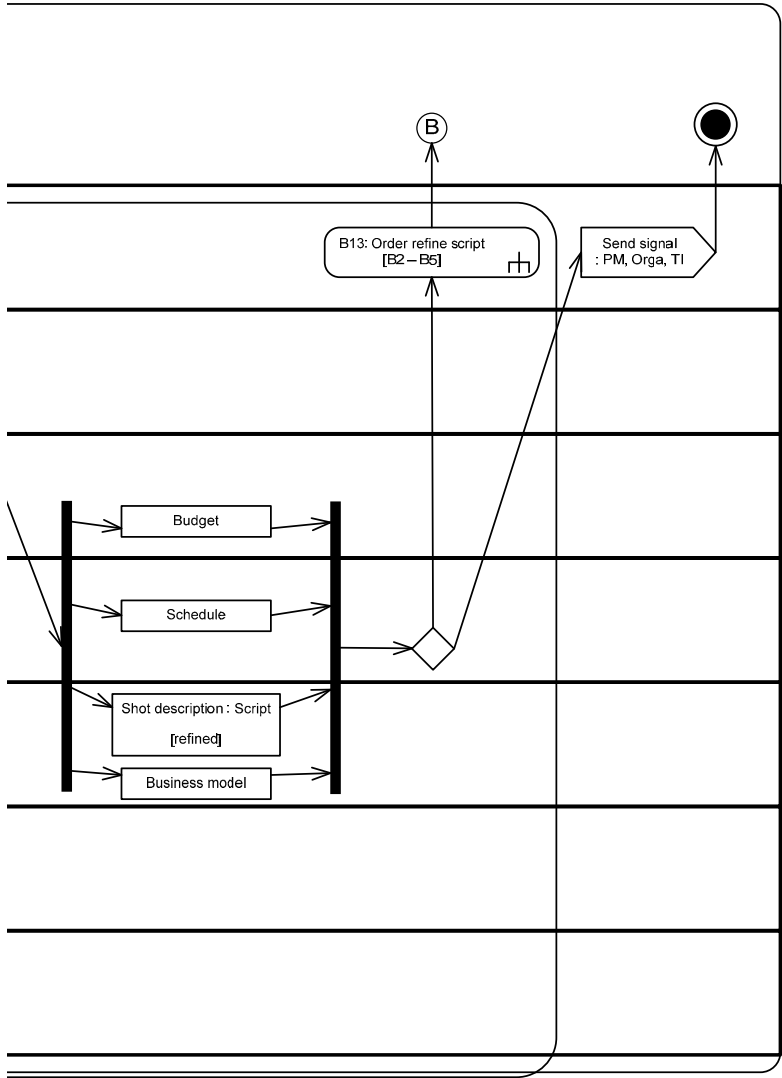 B
B13: Order refine script
[B2–B5]
Send signal
: PM, Orga, TI
Budget
Schedule
Shot description : Script
[refined]
Business model